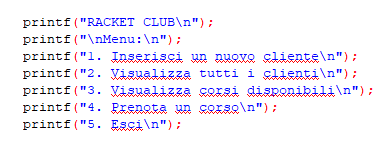 printf("RACKET CLUB\n");
printf("\nMenu:\n");
printf("1. Inserisci un nuovo cliente\n");
printf("2. Visualizza tutti i clienti\n");
printf("3. Visualizza corsi disponibili\n");
printf("4. Prenota un corso\n");
printf("5. Esci\n");